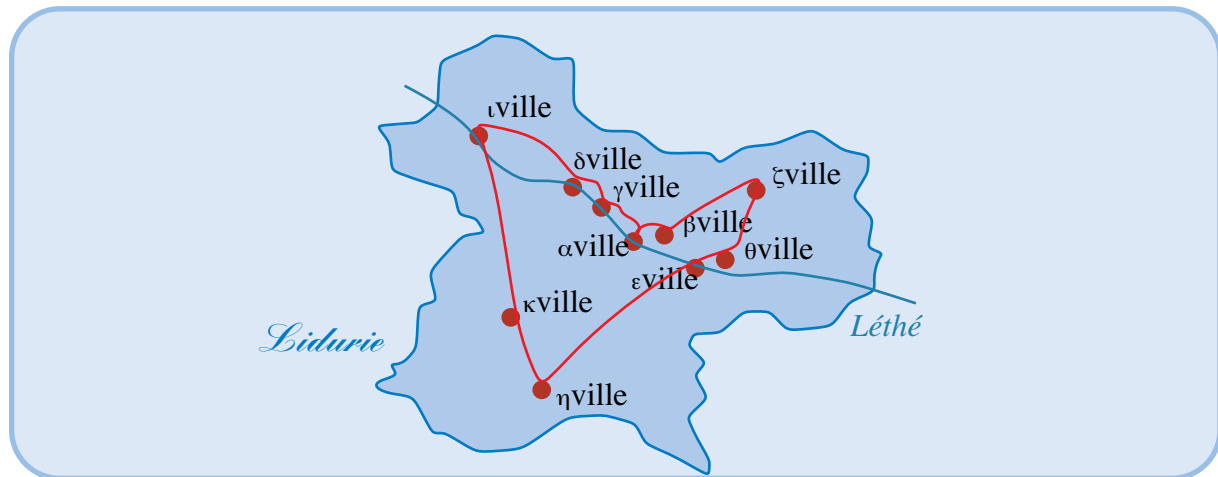 ιville
δville
γville
ζville
βville
αville
θville
εville
κville
Lidurie
Léthé
ηville